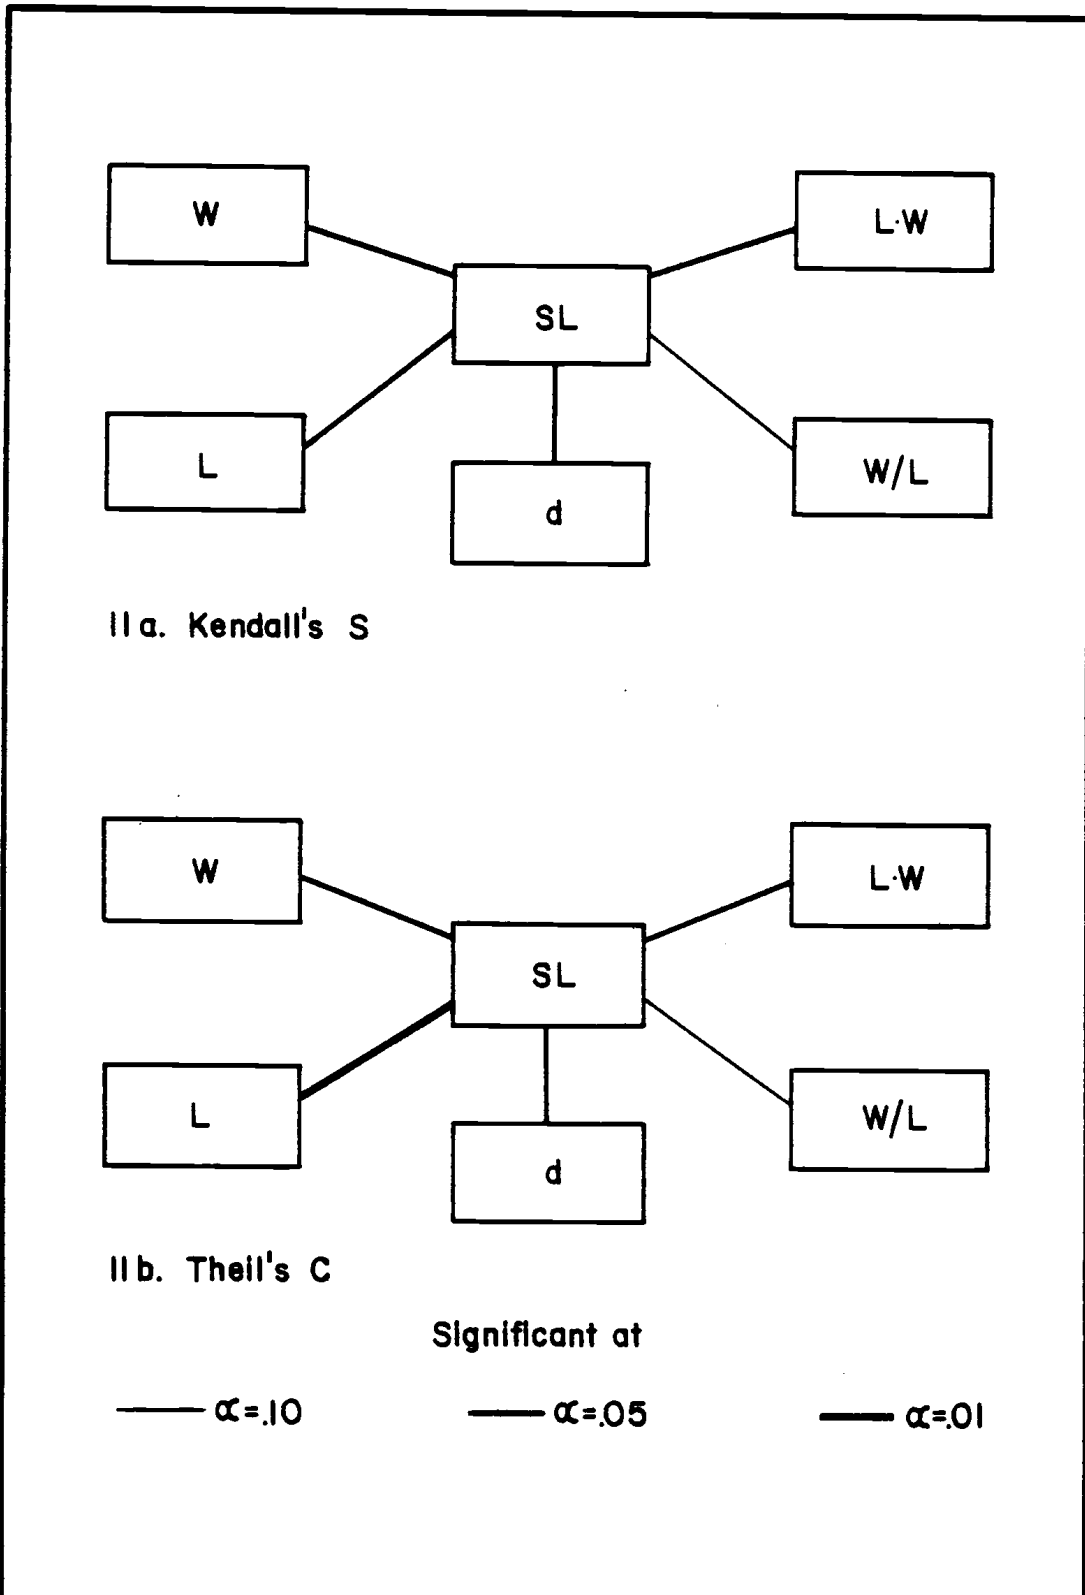 W
L·W
SL
L
W/L
d
IIa. Kendall's S
W
L·W
SL
L
W/L
d
IIb. Theil's C
Significant at
α=.10
α=.05
α=.01